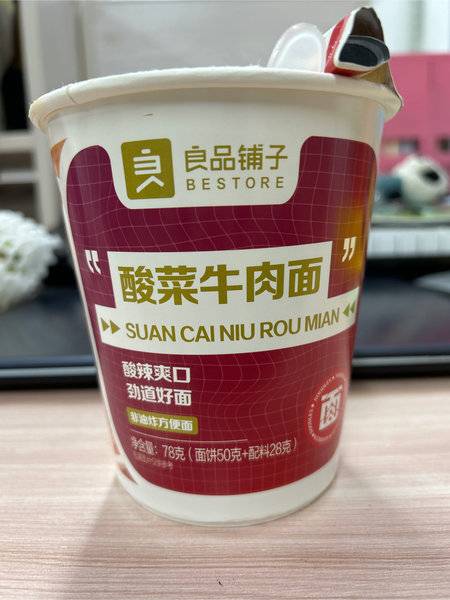 良品铺子
BESTORE
酸菜牛肉面
SUAN CAI NIU ROU MIAN
酸辣爽口
劲道好面
非油炸方便面
净含量:78克(面饼50克+配料28克)